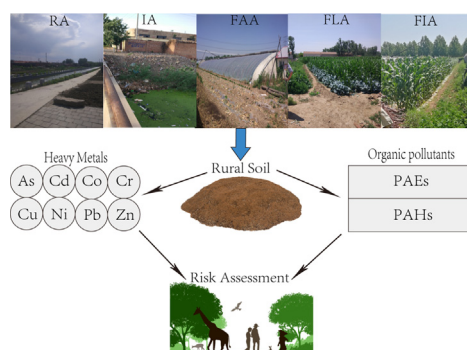 RA IA FAA FLA FIA
Heavy Metals
Rural Soil
Organic pollutants
As Cd Co Cr
PAEs
Cu Ni Pb Zn
PAHs
Risk Assessment